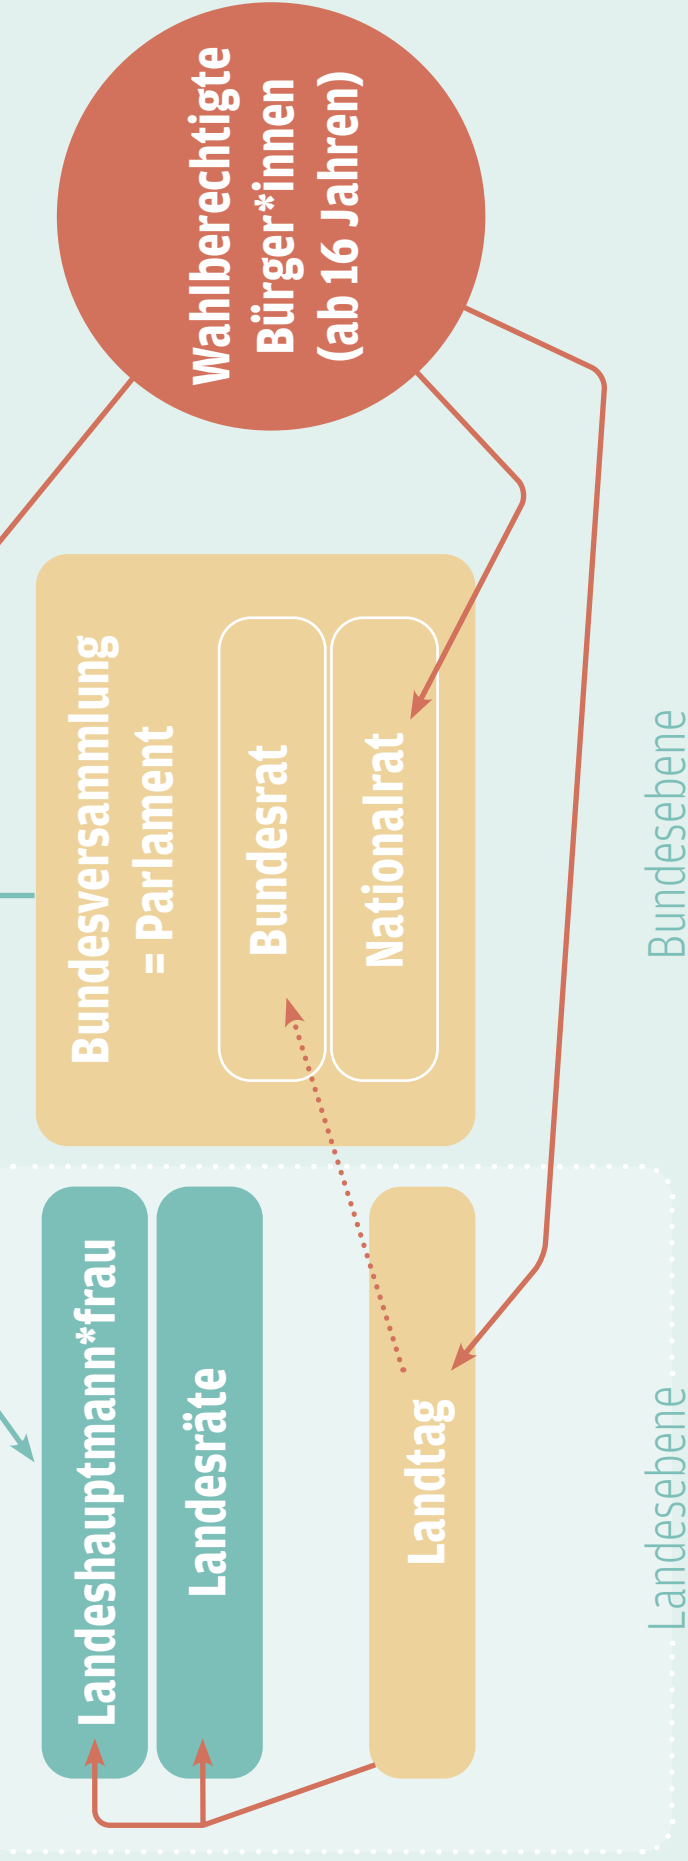 Wahlberechtigte
Bürger*innen
(ab 16 Jahren)
Bundesversammlung
= Parlament
Bundesrat
Nationalrat
Bundesebene
Landeshauptmann*frau
Landesräte
Landtag
Landesebene